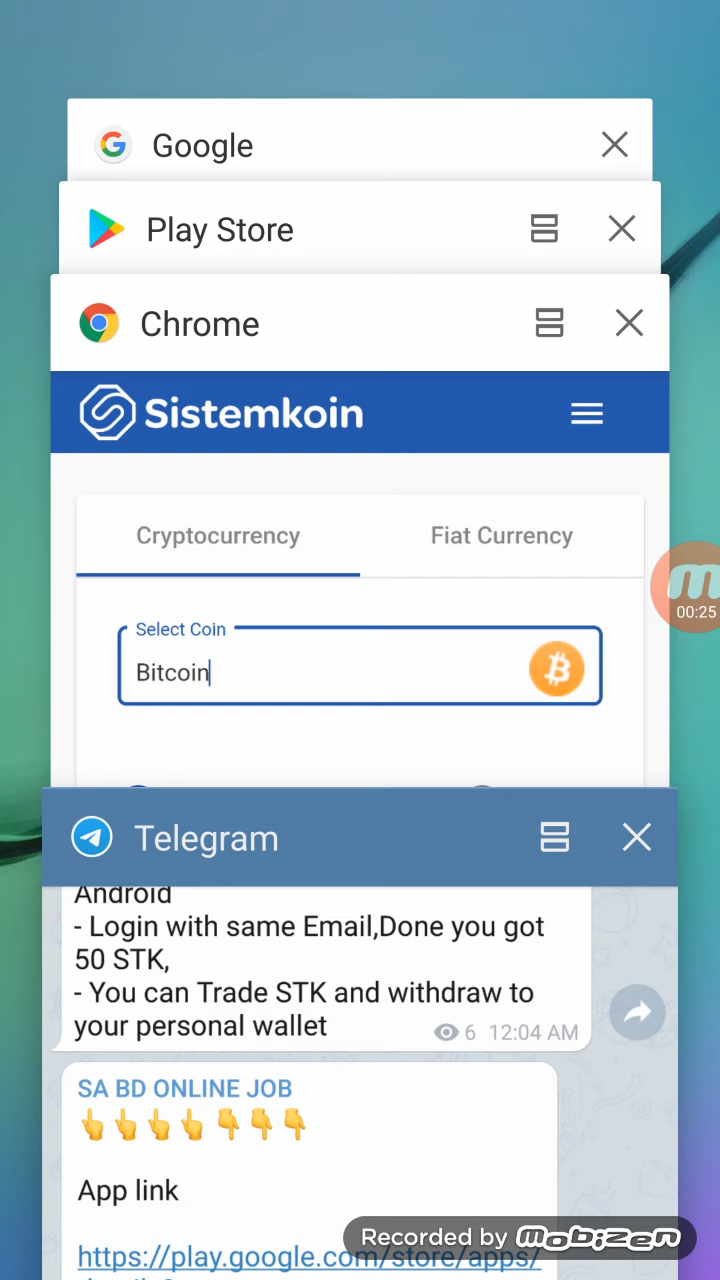 Google
Play Store
Chrome
Sistemkoin
Cryptocurrency
Fiat Currency
Select Coin
Bitcoin
00:25
Telegram
Android
- Login with same Email,Done you got
50 STK,
- You can Trade STK and withdraw to
your personal wallet
6 12:04 AM
SA BD ONLINE JOB
👆👆👆👆👇👇👇
App link
https://play.google.com/store/apps/
Recorded by mobizen